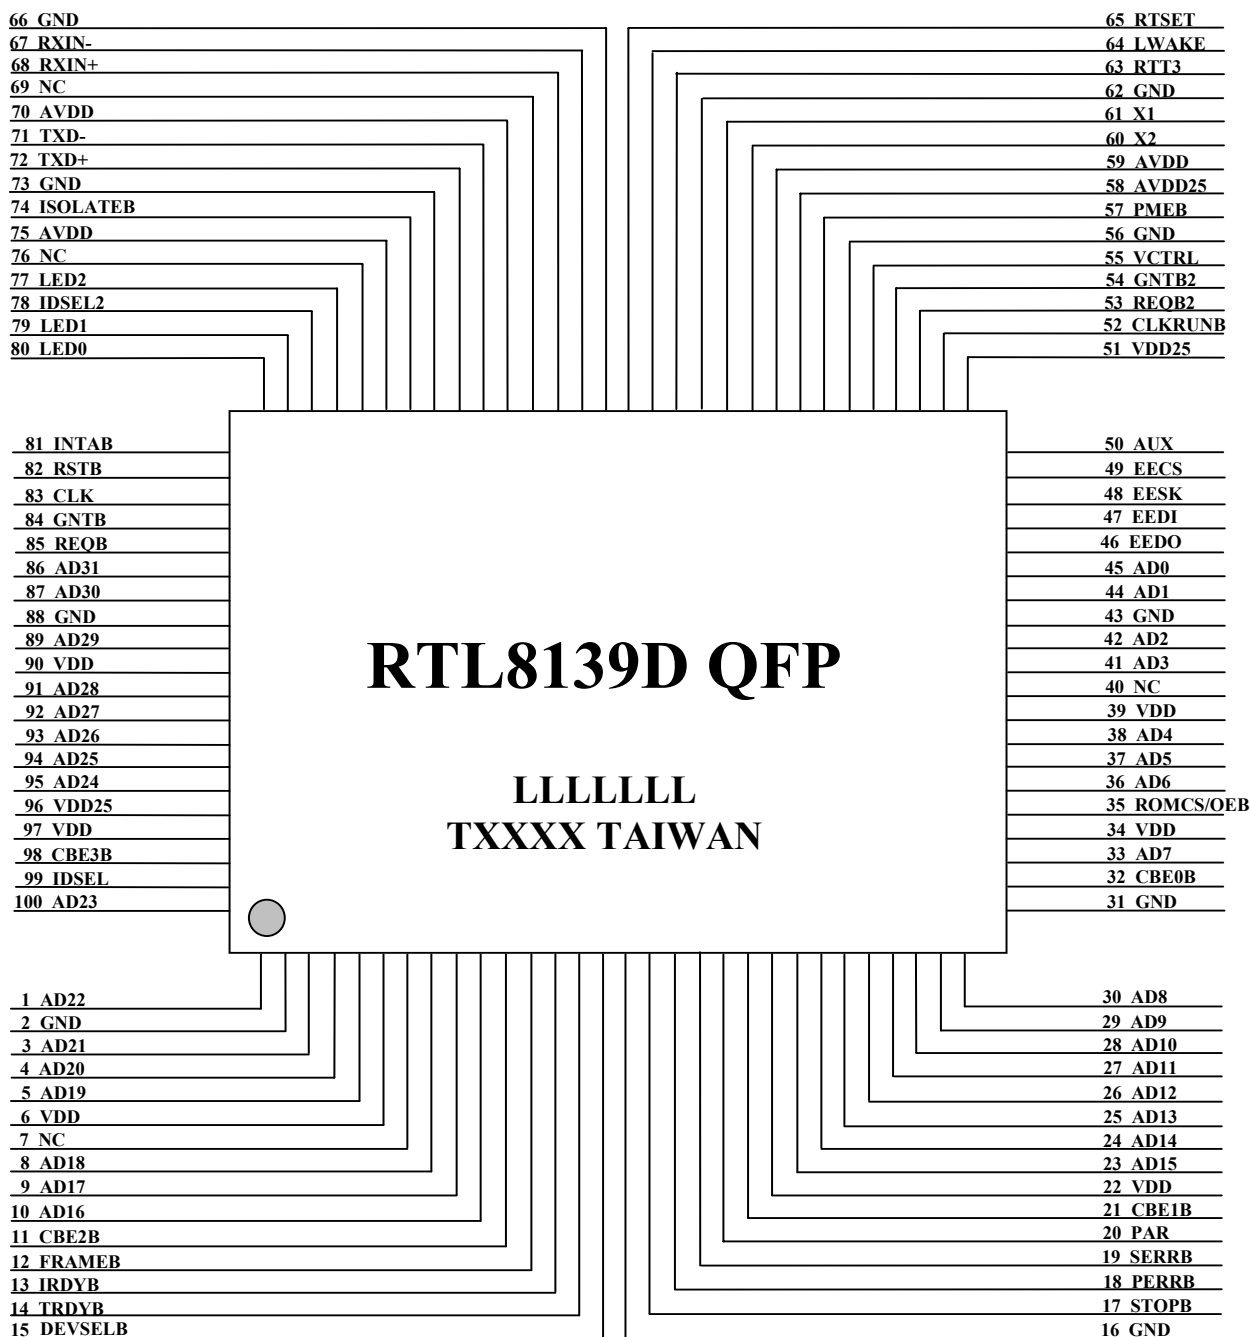 66 GND
67 RXIN-
68 RXIN+
69 NC
70 AVDD
71 TXD-
72 TXD+
73 GND
74 ISOLATEB
75 AVDD
76 NC
77 LED2
78 IDSEL2
79 LED1
80 LED0
65 RTSET
64 LWAKE
63 RTT3
62 GND
61 X1
60 X2
59 AVDD
58 AVDD25
57 PMEB
56 GND
55 VCTRL
54 GNTB2
53 REQB2
52 CLKRUNB
51 VDD25
81 INTAB
82 RSTB
83 CLK
84 GNTB
85 REQB
86 AD31
87 AD30
88 GND
89 AD29
90 VDD
91 AD28
92 AD27
93 AD26
94 AD25
95 AD24
96 VDD25
97 VDD
98 CBE3B
99 IDSEL
100 AD23
RTL8139D QFP
LLLLLLL
TXXXX TAIWAN
50 AUX
49 EECS
48 EESK
47 EEDI
46 EEDO
45 AD0
44 AD1
43 GND
42 AD2
41 AD3
40 NC
39 VDD
38 AD4
37 AD5
36 AD6
35 ROMCS/OEB
34 VDD
33 AD7
32 CBE0B
31 GND
1 AD22
2 GND
3 AD21
4 AD20
5 AD19
6 VDD
7 NC
8 AD18
9 AD17
10 AD16
11 CBE2B
12 FRAMEB
13 IRDYB
14 TRDYB
15 DEVSELB
30 AD8
29 AD9
28 AD10
27 AD11
26 AD12
25 AD13
24 AD14
23 AD15
22 VDD
21 CBE1B
20 PAR
19 SERRB
18 PERRB
17 STOPB
16 GND